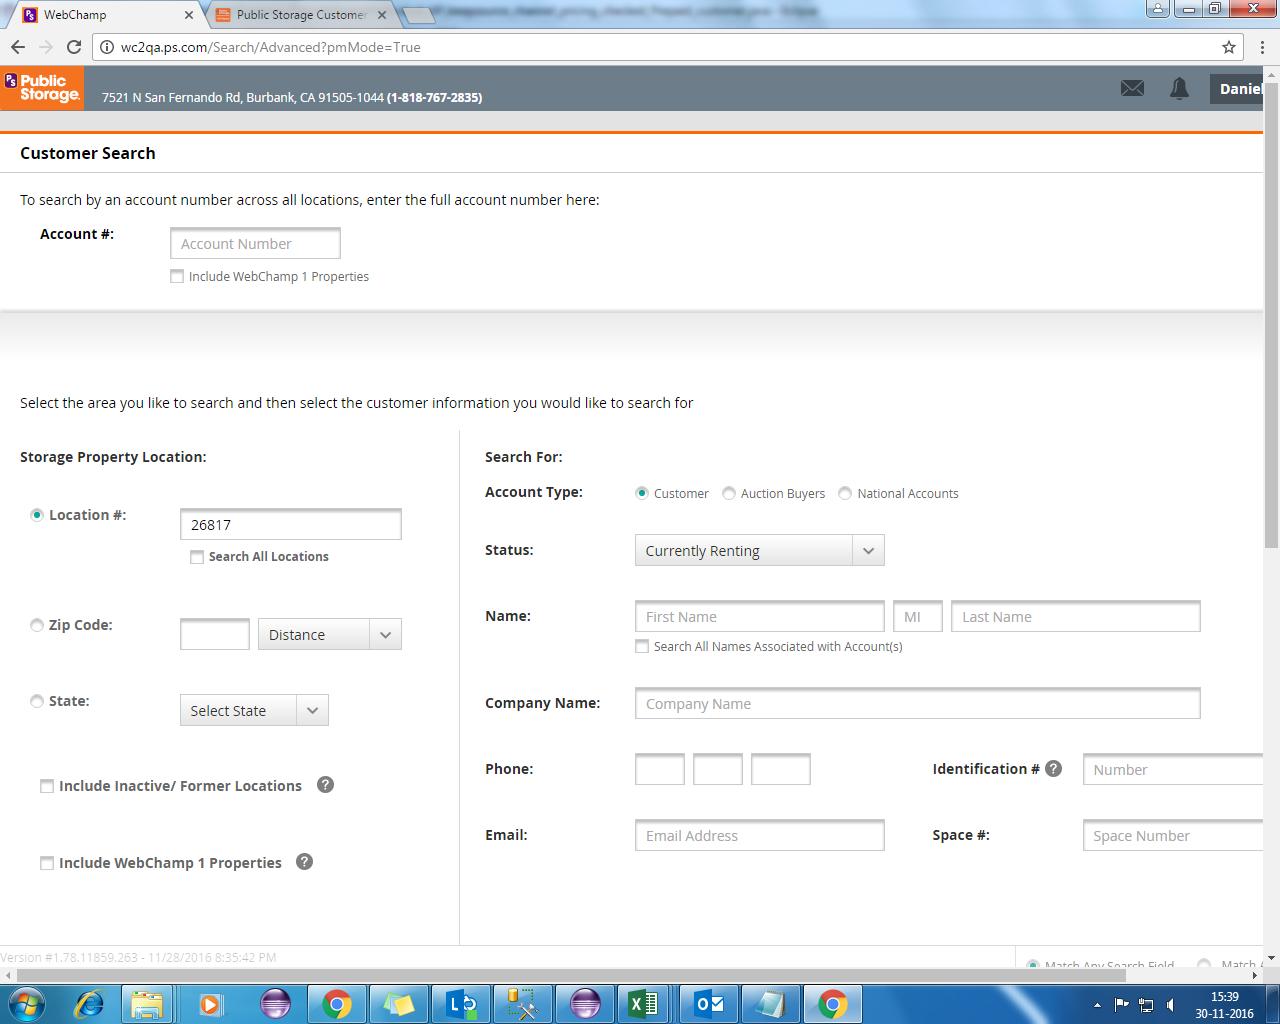 WebChamp
Public Storage Customer
wc2qa.ps.com/Search/Advanced?pmMode=True
PS Public Storage.
7521 N San Fernando Rd, Burbank, CA 91505-1044 (1-818-767-2835)
Daniel
Customer Search
To search by an account number across all locations, enter the full account number here:
Account #:
Account Number
Include WebChamp 1 Properties
Select the area you like to search and then select the customer information you would like to search for
Storage Property Location:
Location #:
26817
Search All Locations
Zip Code:
Distance
State:
Select State
Include Inactive/ Former Locations ?
Include WebChamp 1 Properties ?
Search For:
Account Type:
Customer
Auction Buyers
National Accounts
Status:
Currently Renting
Name:
First Name
MI
Last Name
Search All Names Associated with Account(s)
Company Name:
Company Name
Phone:
Identification # ?
Number
Email:
Email Address
Space #:
Space Number
Version #1.78.11859.263 - 11/28/2016 8:35:42 PM
Match Any Search Field
Match
15:39
30-11-2016